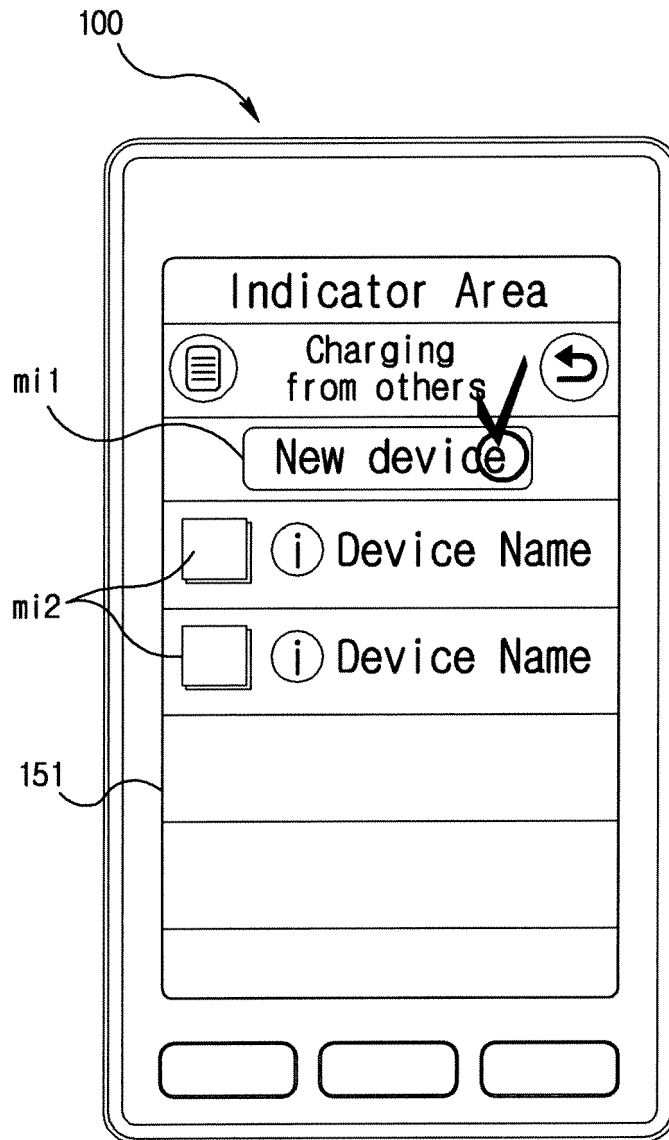 100
Indicator Area
Charging
from others
mi1
New device
i Device Name
mi2
i Device Name
151